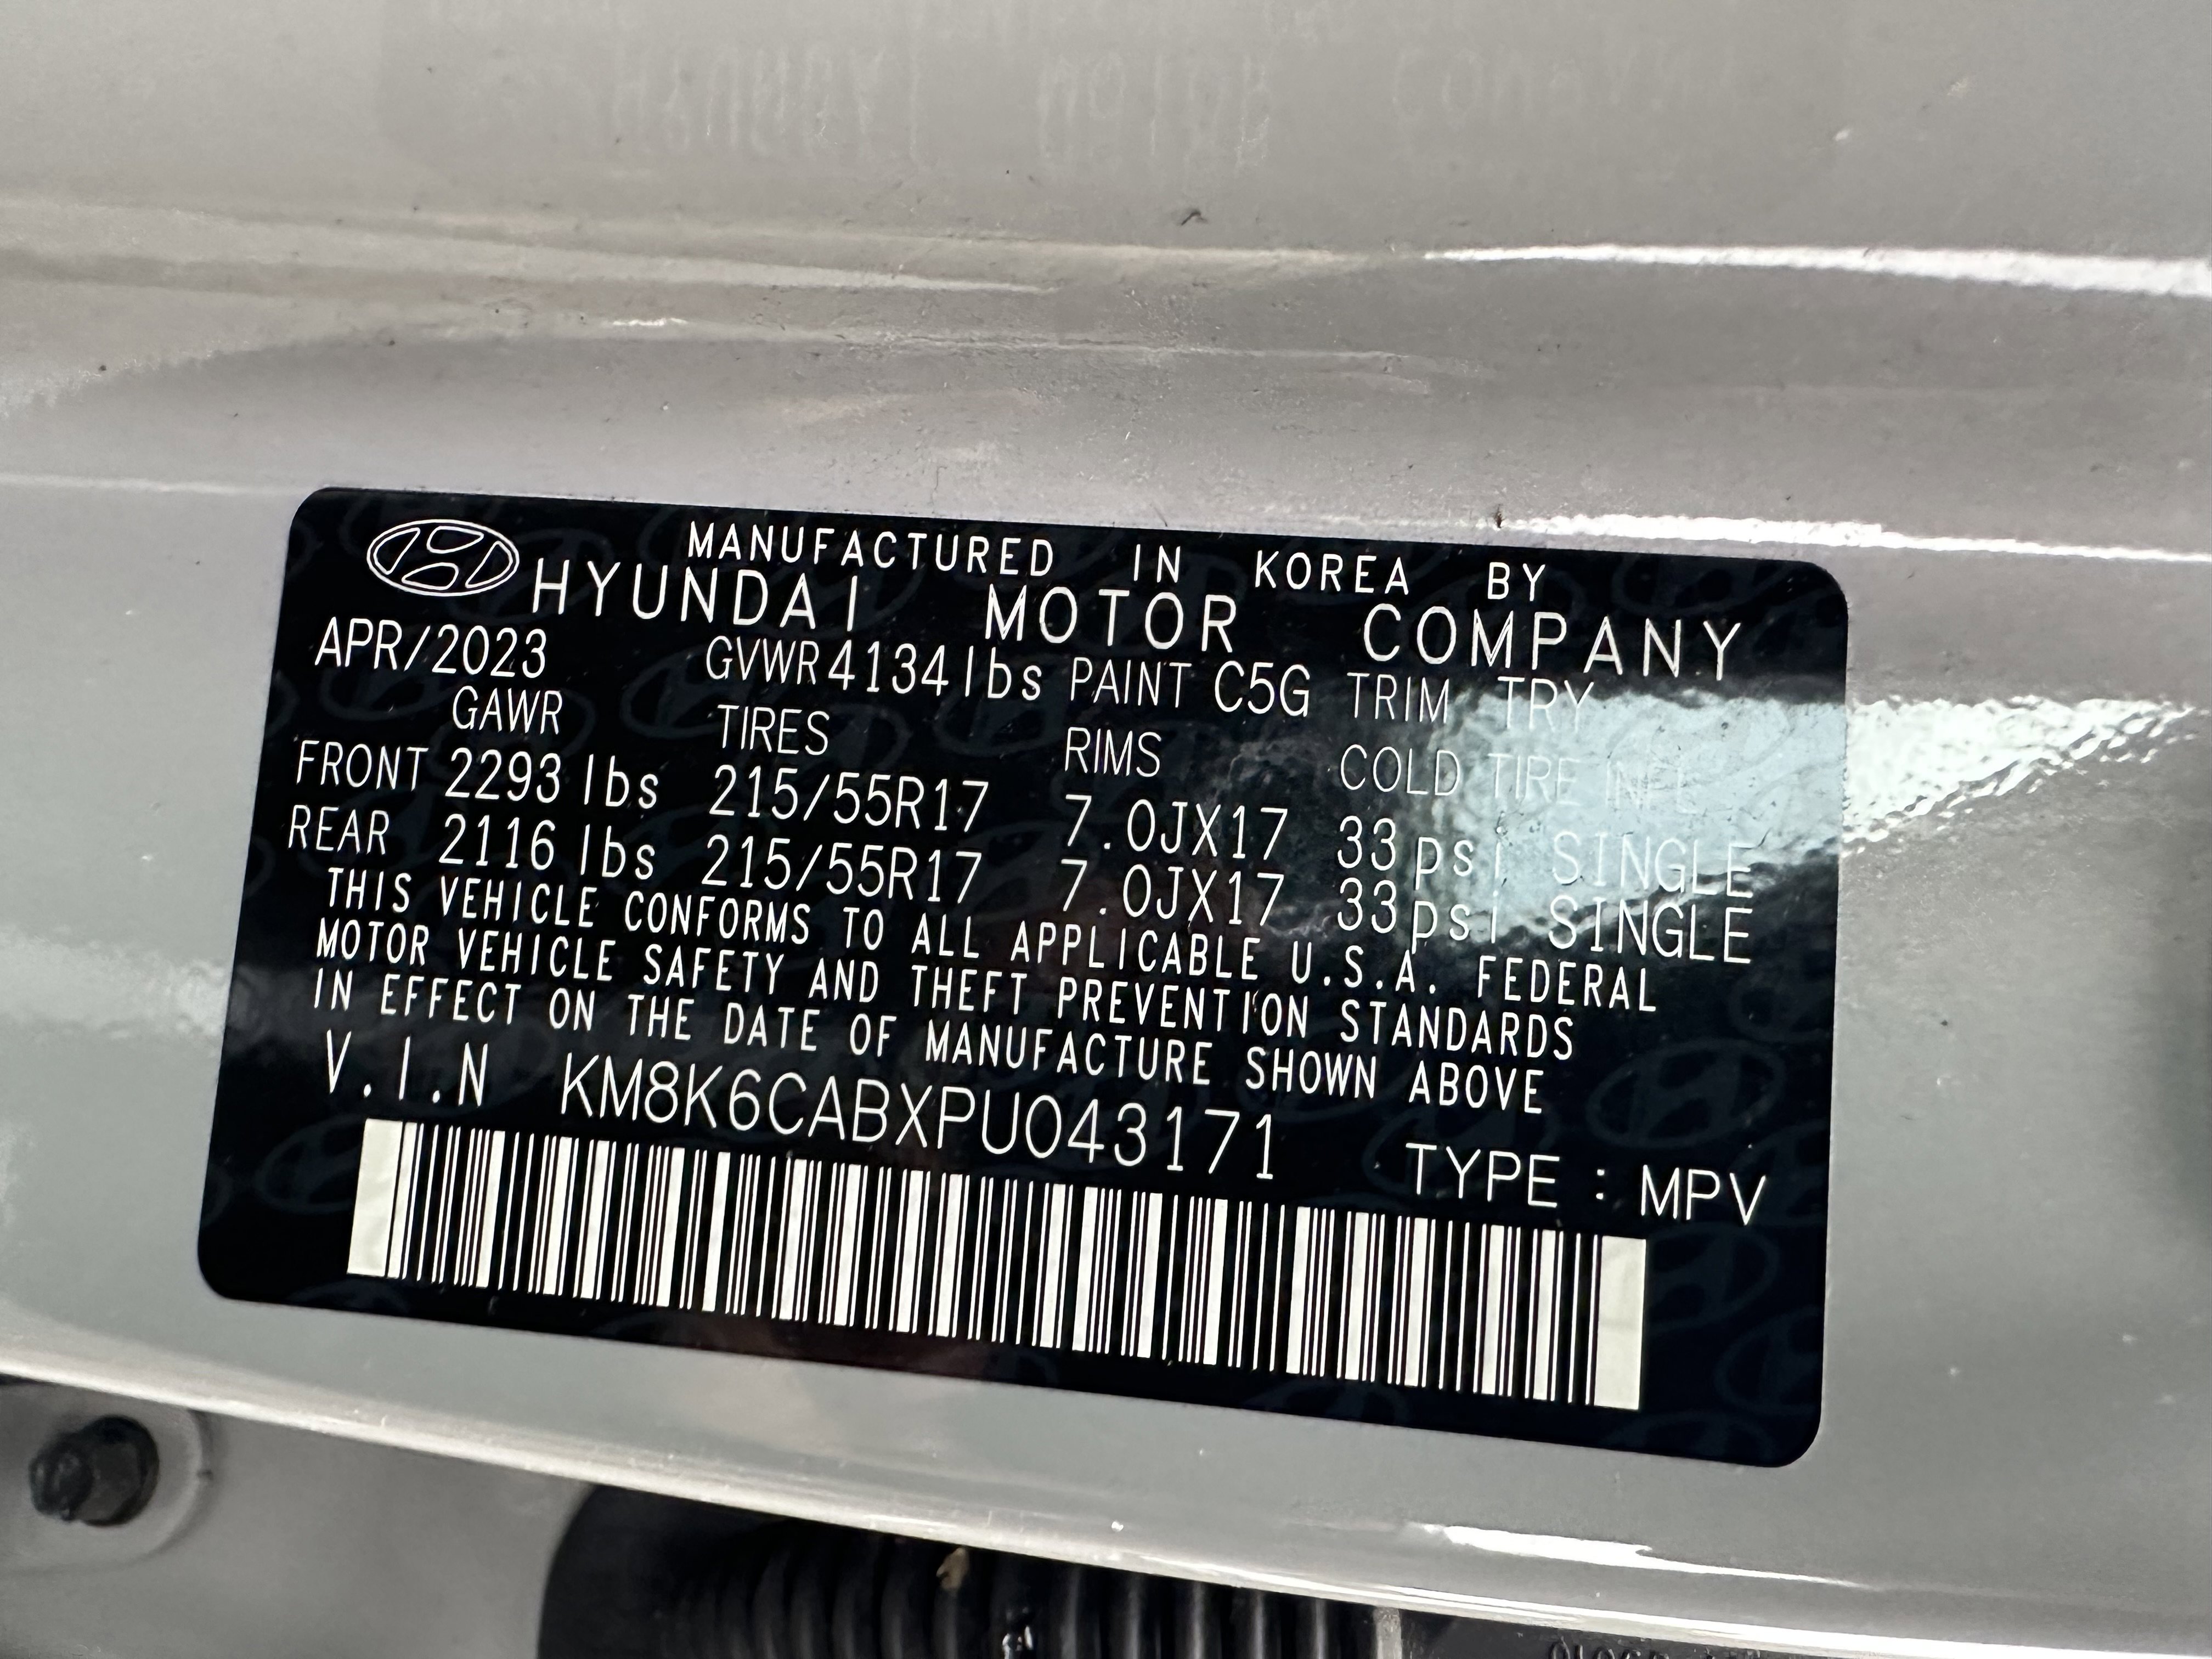 MANUFACTURED IN KOREA BY
HYUNDAI MOTOR COMPANY
APR/2023 GVWR 4134lbs PAINT C5G TRIM TRY
GAWR TIRES RIMS COLD TIRE INFL
FRONT 2293 lbs 215/55R17 7.0JX17 33psi SINGLE
REAR 2116 lbs 215/55R17 7.0JX17 33psi SINGLE
THIS VEHICLE CONFORMS TO ALL APPLICABLE U.S.A. FEDERAL
MOTOR VEHICLE SAFETY AND THEFT PREVENTION STANDARDS
IN EFFECT ON THE DATE OF MANUFACTURE SHOWN ABOVE
V.I.N KM8K6CABXPU043171 TYPE : MPV